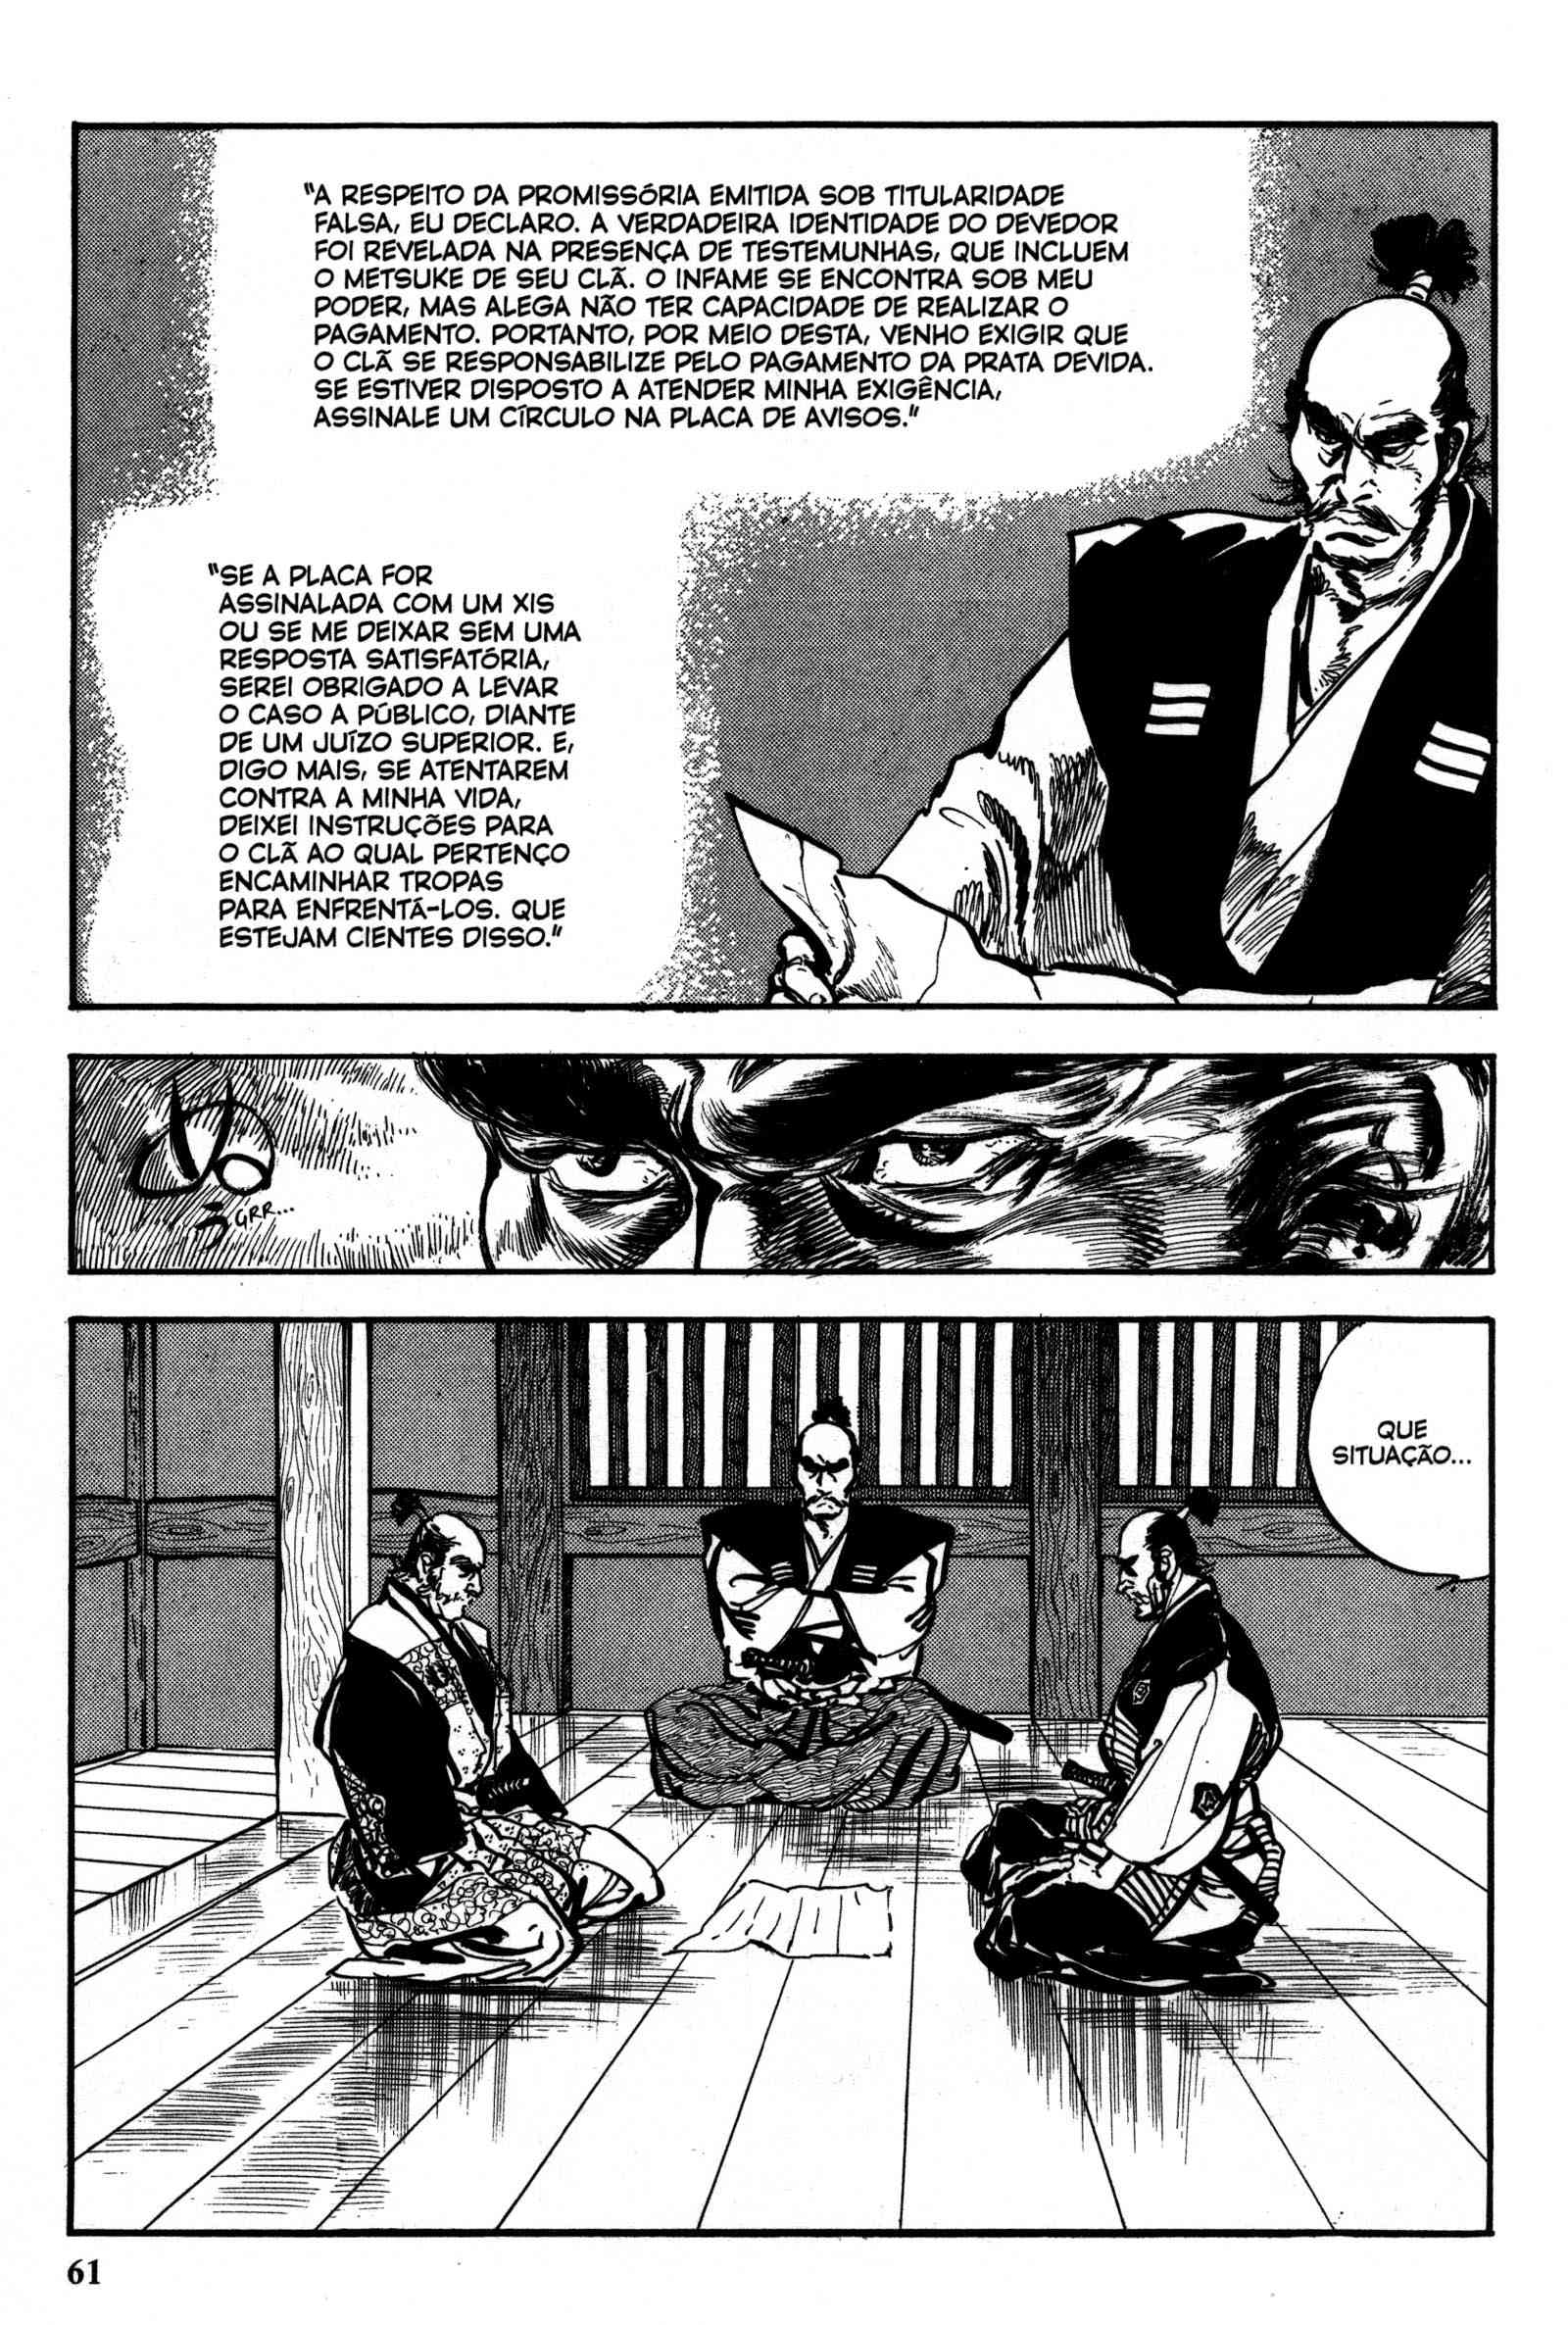 "A RESPEITO DA PROMISSÓRIA EMITIDA SOB TITULARIDADE
FALSA, EU DECLARO. A VERDADEIRA IDENTIDADE DO DEVEDOR
FOI REVELADA NA PRESENÇA DE TESTEMUNHAS, QUE INCLUEM
O METSUKE DE SEU CLÃ. O INFAME SE ENCONTRA SOB MEU
PODER, MAS ALEGA NÃO TER CAPACIDADE DE REALIZAR O
PAGAMENTO. PORTANTO, POR MEIO DESTA, VENHO EXIGIR QUE
O CLÃ SE RESPONSABILIZE PELO PAGAMENTO DA PRATA DEVIDA.
SE ESTIVER DISPOSTO A ATENDER MINHA EXIGÊNCIA,
ASSINALE UM CÍRCULO NA PLACA DE AVISOS."
"SE A PLACA FOR
ASSINALADA COM UM XIS
OU SE ME DEIXAR SEM UMA
RESPOSTA SATISFATÓRIA,
SEREI OBRIGADO A LEVAR
O CASO A PÚBLICO, DIANTE
DE UM JUÍZO SUPERIOR. E,
DIGO MAIS, SE ATENTAREM
CONTRA A MINHA VIDA,
DEIXEI INSTRUÇÕES PARA
O CLÃ AO QUAL PERTENÇO
ENCAMINHAR TROPAS
PARA ENFRENTÁ-LOS. QUE
ESTEJAM CIENTES DISSO."
ぬ
う
GRR...
QUE
SITUAÇÃO...
61